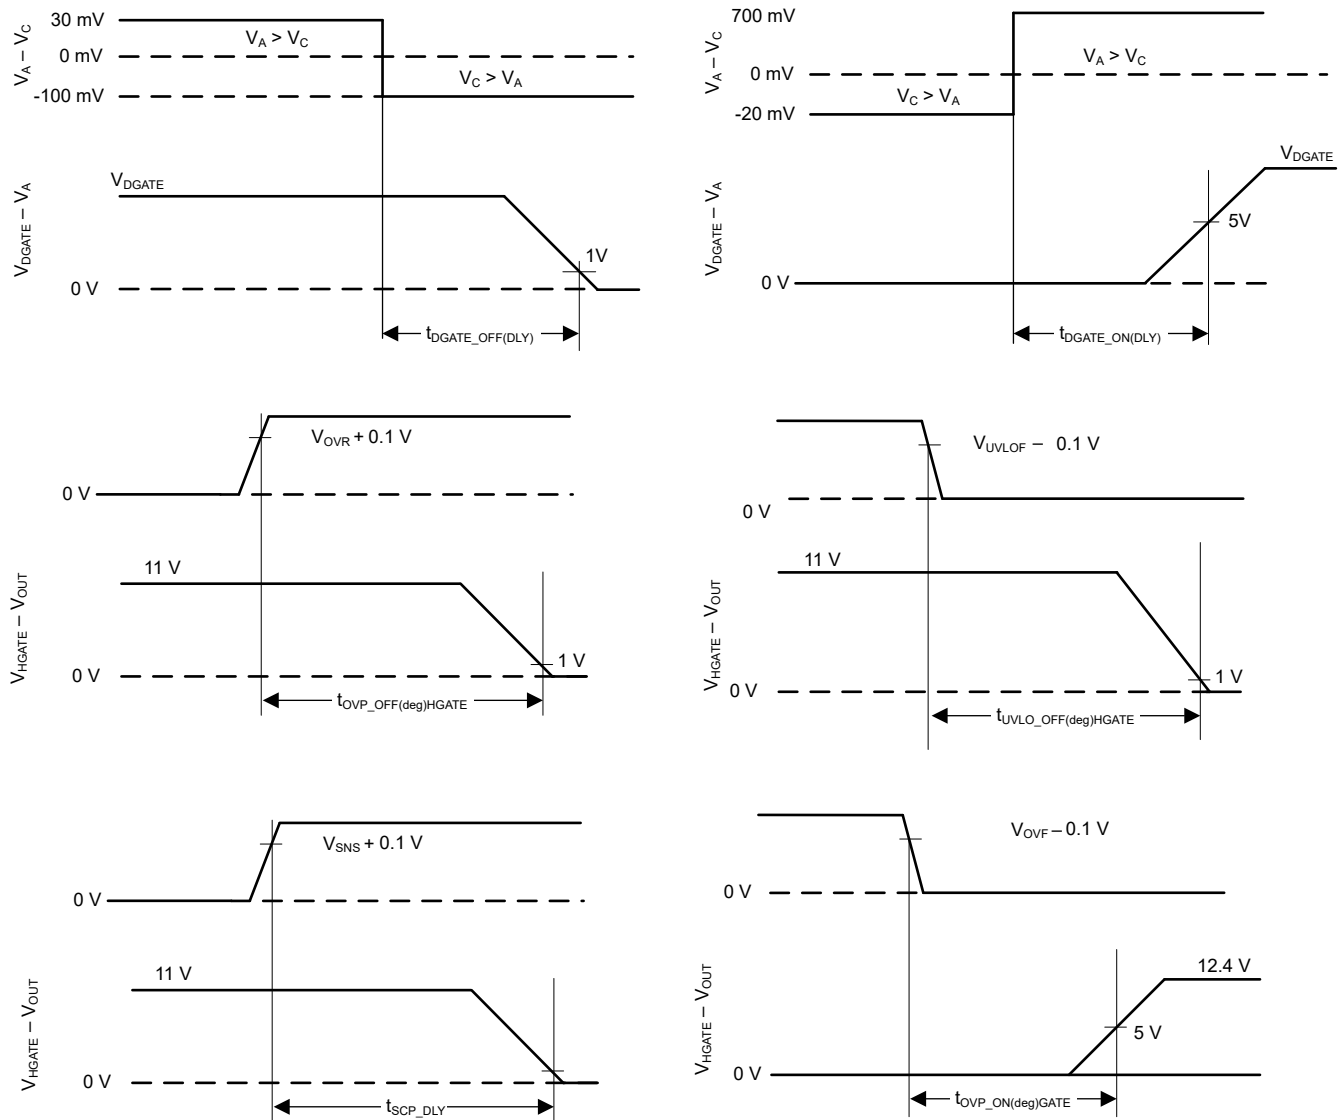 30 mV
V_A > V_C
0 mV
V_C > V_A
-100 mV
V_A – V_C
V_DGATE
1V
0 V
V_DGATE – V_A
t_DGATE_OFF(DLY)
700 mV
V_A > V_C
0 mV
V_C > V_A
-20 mV
V_A – V_C
V_DGATE
5V
0 V
V_DGATE – V_A
t_DGATE_ON(DLY)
V_OVR + 0.1 V
0 V
11 V
1 V
0 V
V_HGATE – V_OUT
t_OVP_OFF(deg)HGATE
V_UVLOF – 0.1 V
0 V
11 V
1 V
0 V
V_HGATE – V_OUT
t_UVLO_OFF(deg)HGATE
V_SNS + 0.1 V
0 V
11 V
0 V
V_HGATE – V_OUT
t_SCP_DLY
V_OVF – 0.1 V
0 V
12.4 V
5 V
0 V
V_HGATE – V_OUT
t_OVP_ON(deg)GATE